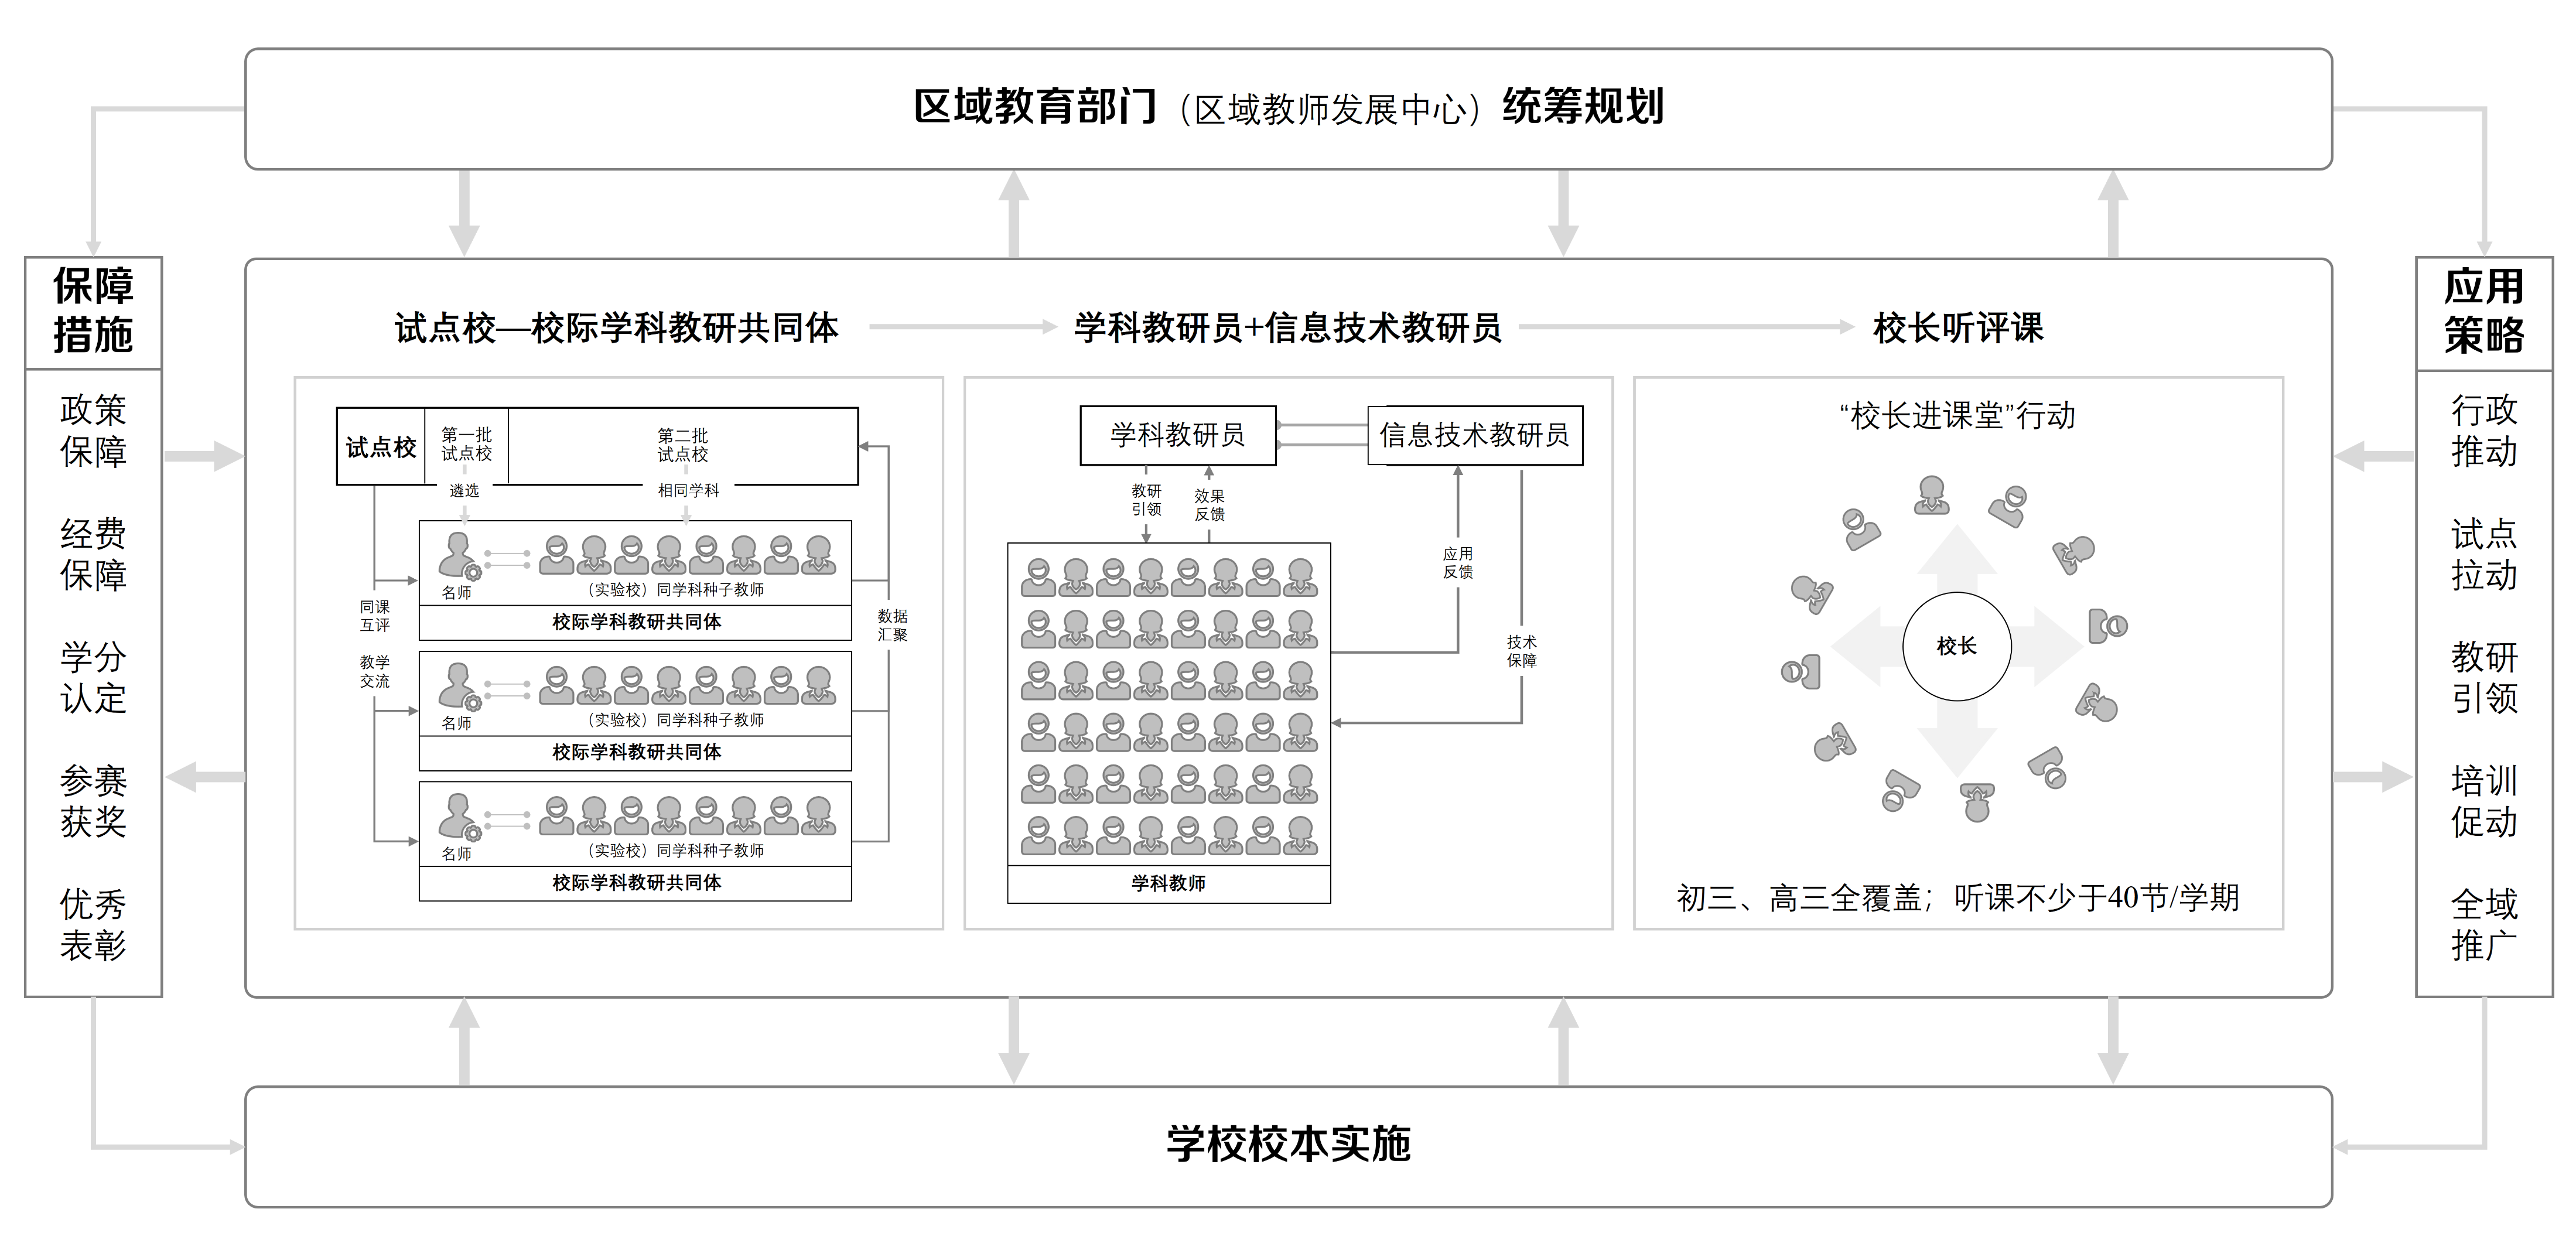 区域教育部门（区域教师发展中心）统筹规划
保障
措施
政策
保障
经费
保障
学分
认定
参赛
获奖
优秀
表彰
试点校—校际学科教研共同体
学科教研员+信息技术教研员
校长听评课
试点校
第一批
试点校
第二批
试点校
遴选
相同学科
名师
（实验校）同学科种子教师
校际学科教研共同体
同课
互评
教学
交流
数据
汇聚
名师
（实验校）同学科种子教师
校际学科教研共同体
名师
（实验校）同学科种子教师
校际学科教研共同体
学科教研员
信息技术教研员
教研
引领
效果
反馈
应用
反馈
技术
保障
学科教师
“校长进课堂”行动
校长
初三、高三全覆盖；听课不少于40节/学期
应用
策略
行政
推动
试点
拉动
教研
引领
培训
促动
全域
推广
学校校本实施